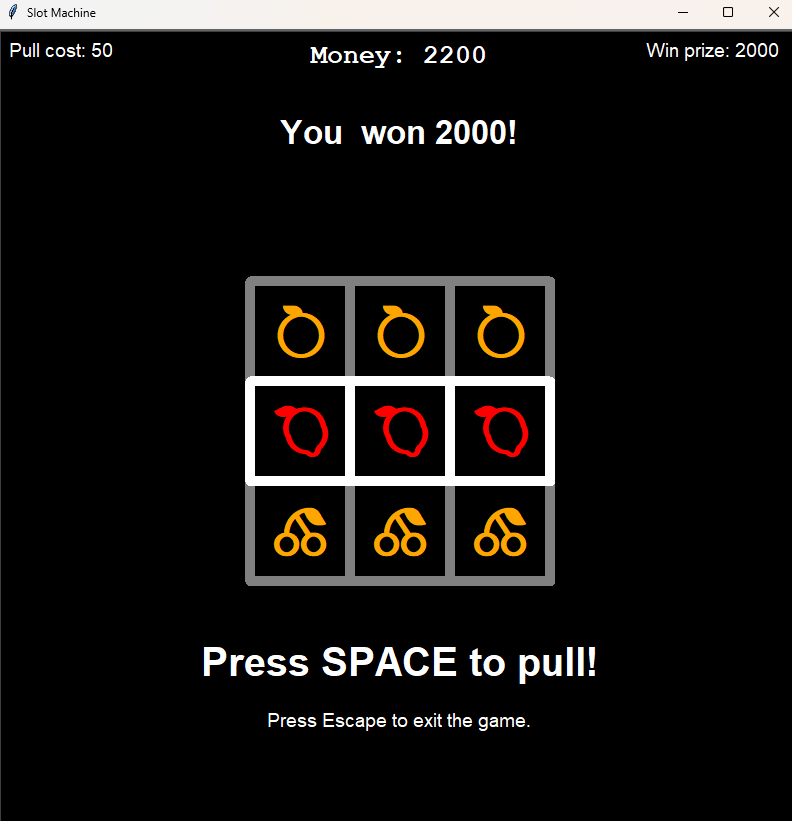 Slot Machine
Pull cost: 50
Money: 2200
Win prize: 2000
You  won 2000!
Press SPACE to pull!
Press Escape to exit the game.